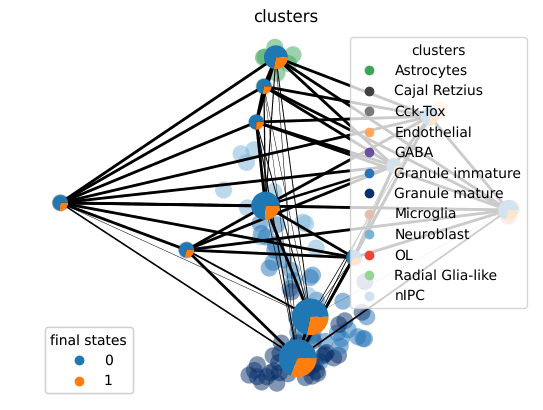 clusters
clusters
Astrocytes
Cajal Retzius
Cck-Tox
Endothelial
GABA
Granule immature
Granule mature
Microglia
Neuroblast
OL
Radial Glia-like
nIPC
final states
0
1